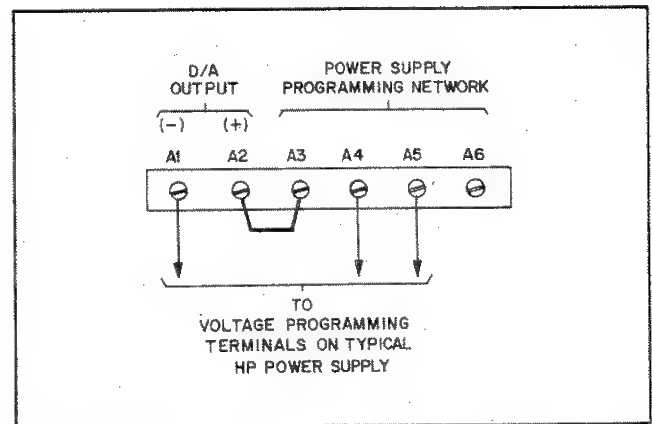 D/A
OUTPUT
POWER SUPPLY
PROGRAMMING NETWORK
(-) (+)
A1 A2 A3 A4 A5 A6
TO
VOLTAGE PROGRAMMING
TERMINALS ON TYPICAL
HP POWER SUPPLY